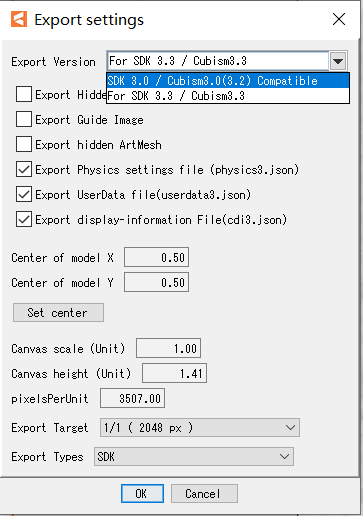 Export settings
Export Version For SDK 3.3 / Cubism3.3
SDK 3.0 / Cubism3.0(3.2) Compatible
For SDK 3.3 / Cubism3.3
Export Hidd
Export Guide Image
Export hidden ArtMesh
Export Physics settings file (physics3.json)
Export UserData file(userdata3.json)
Export display-information File(cdi3.json)
Center of model X 0.50
Center of model Y 0.50
Set center
Canvas scale (Unit) 1.00
Canvas height (Unit) 1.41
pixelsPerUnit 3507.00
Export Target 1/1 ( 2048 px )
Export Types SDK
OK Cancel